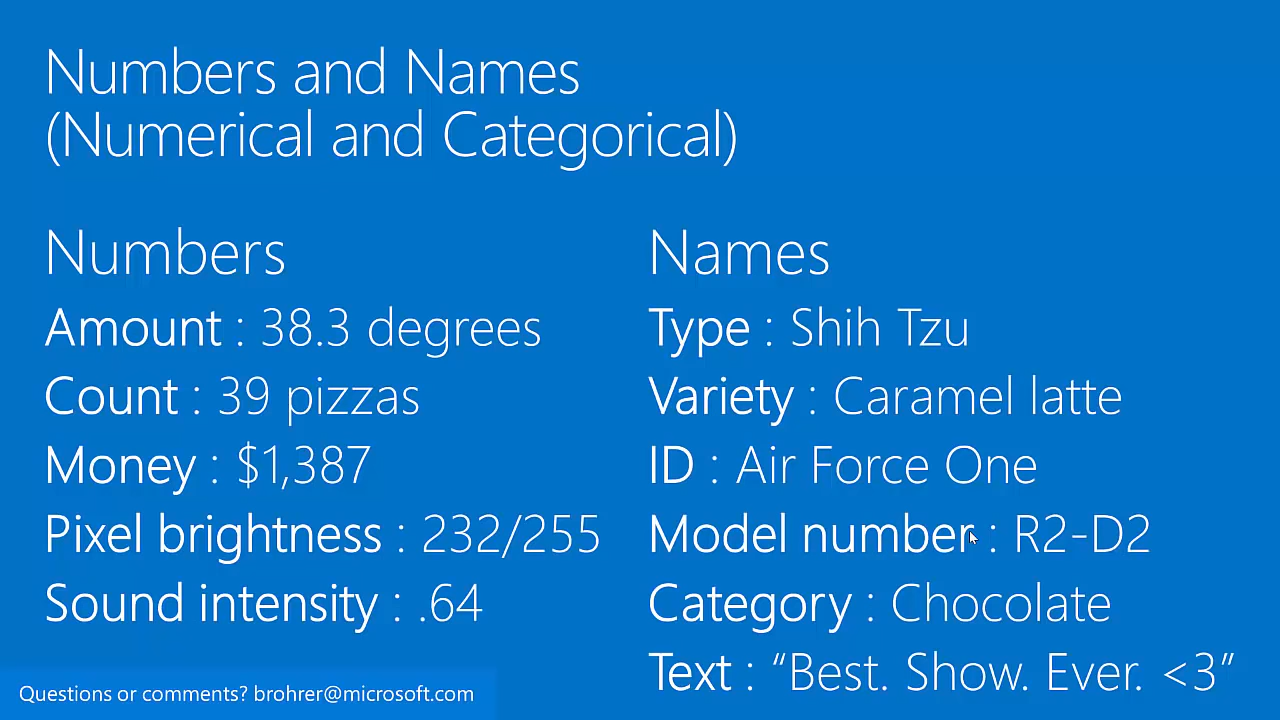 Numbers and Names
(Numerical and Categorical)
Numbers
Amount : 38.3 degrees
Count : 39 pizzas
Money : $1,387
Pixel brightness : 232/255
Sound intensity : .64
Names
Type : Shih Tzu
Variety : Caramel latte
ID : Air Force One
Model number : R2-D2
Category : Chocolate
Text : “Best. Show. Ever. <3”
Questions or comments? brohrer@microsoft.com